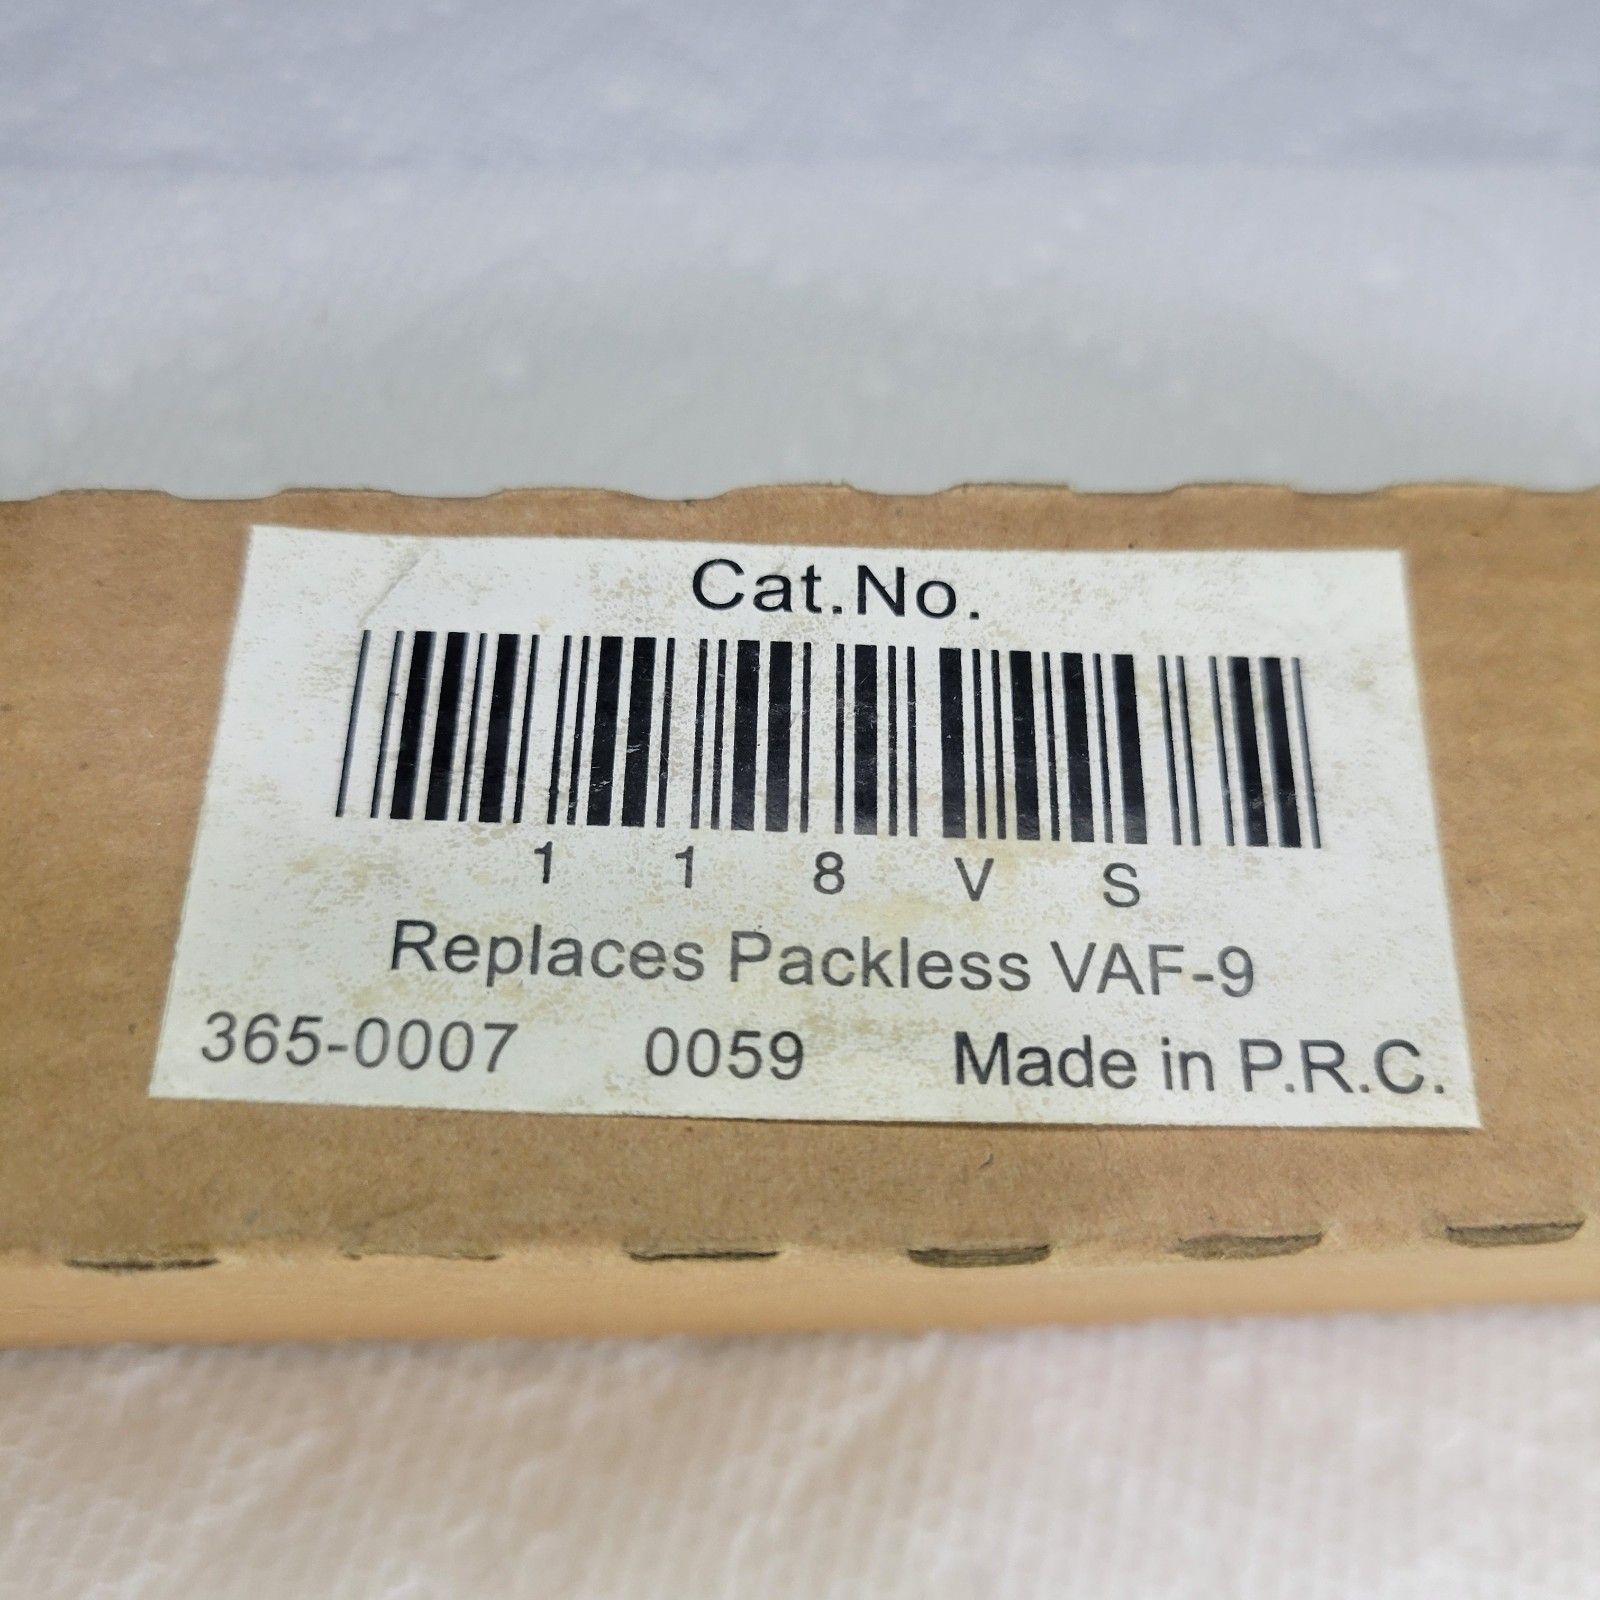 Cat.No.
1 1 8 V S
Replaces Packless VAF-9
365-0007 0059 Made in P.R.C.